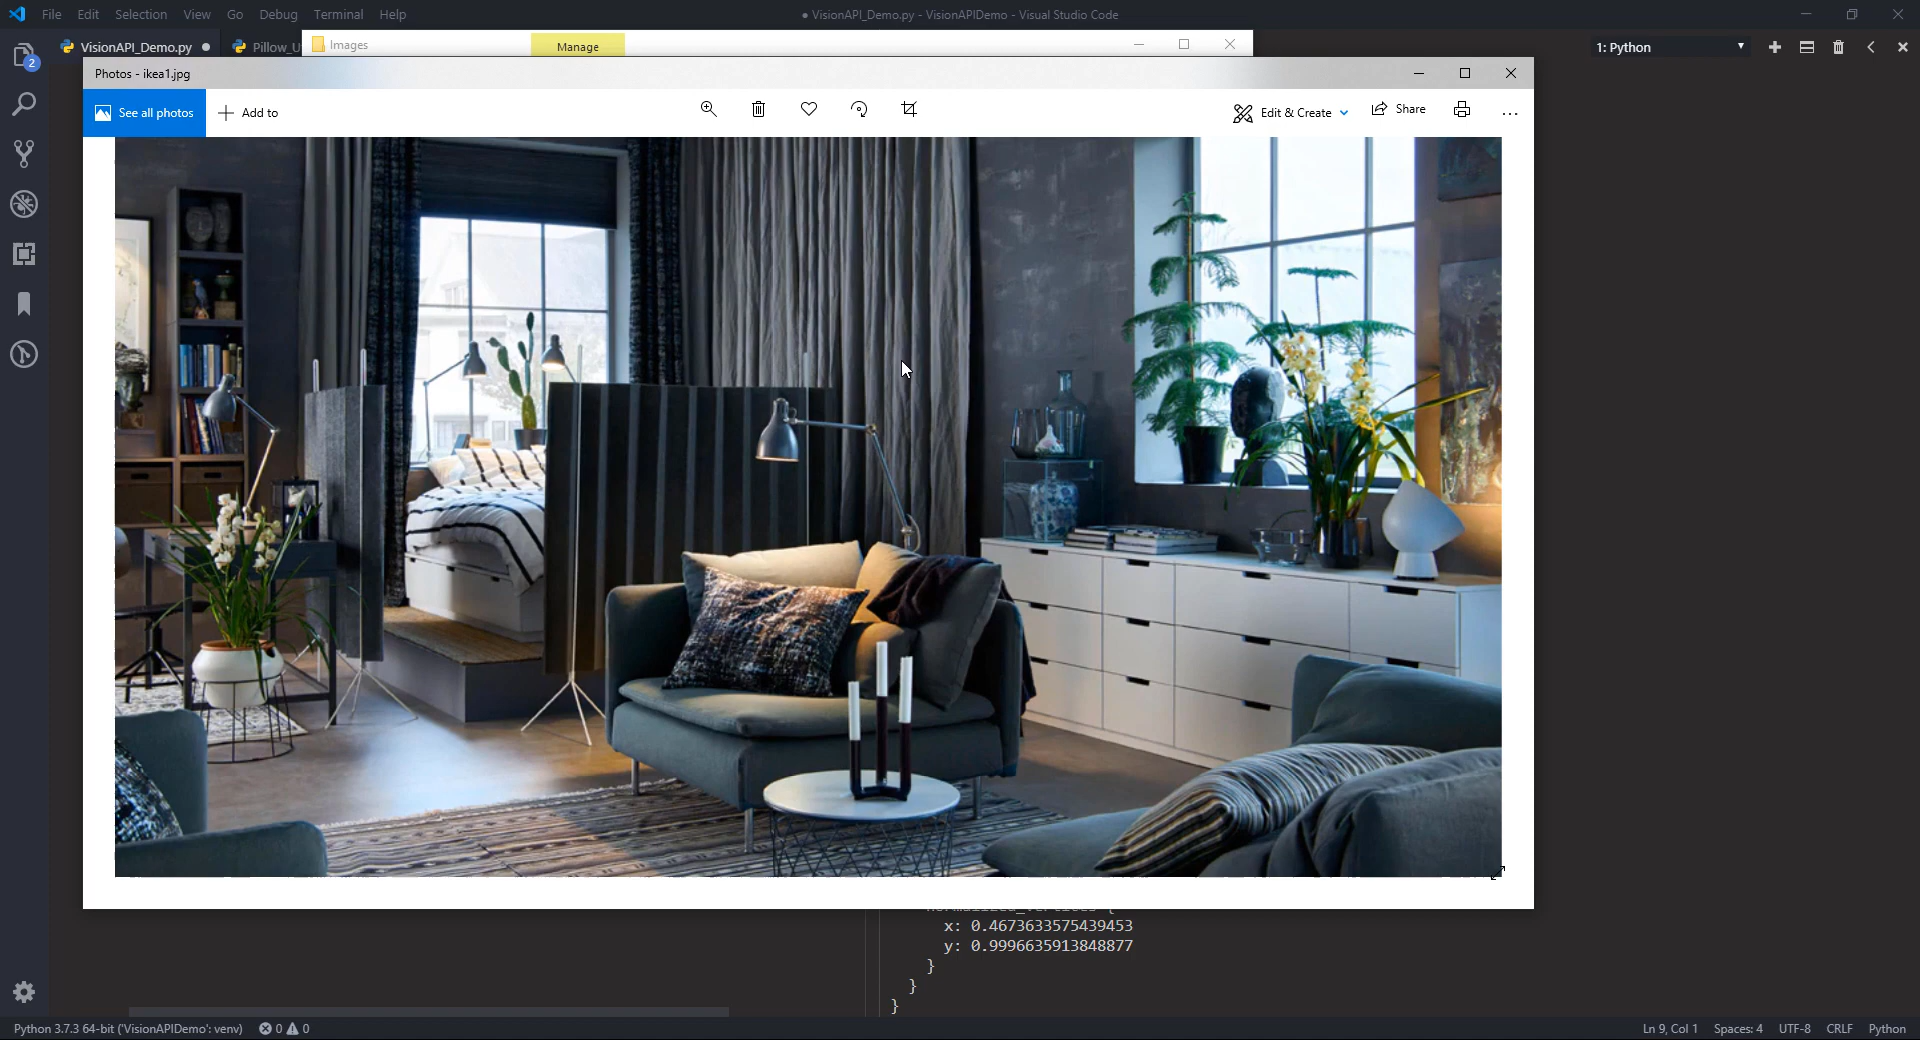 File Edit Selection View Go Debug Terminal Help
● VisionAPI_Demo.py - VisionAPIDemo - Visual Studio Code
2
VisionAPI_Demo.py ●
Pillow_U
Images
Manage
1: Python
Photos - ikea1.jpg
See all photos
Add to
Edit & Create
Share
x: 0.4673633575439453
y: 0.9996635913848877
}
}
}
Python 3.7.3 64-bit ('VisionAPIDemo': venv) 0 0
Ln 9, Col 1 Spaces: 4 UTF-8 CRLF Python